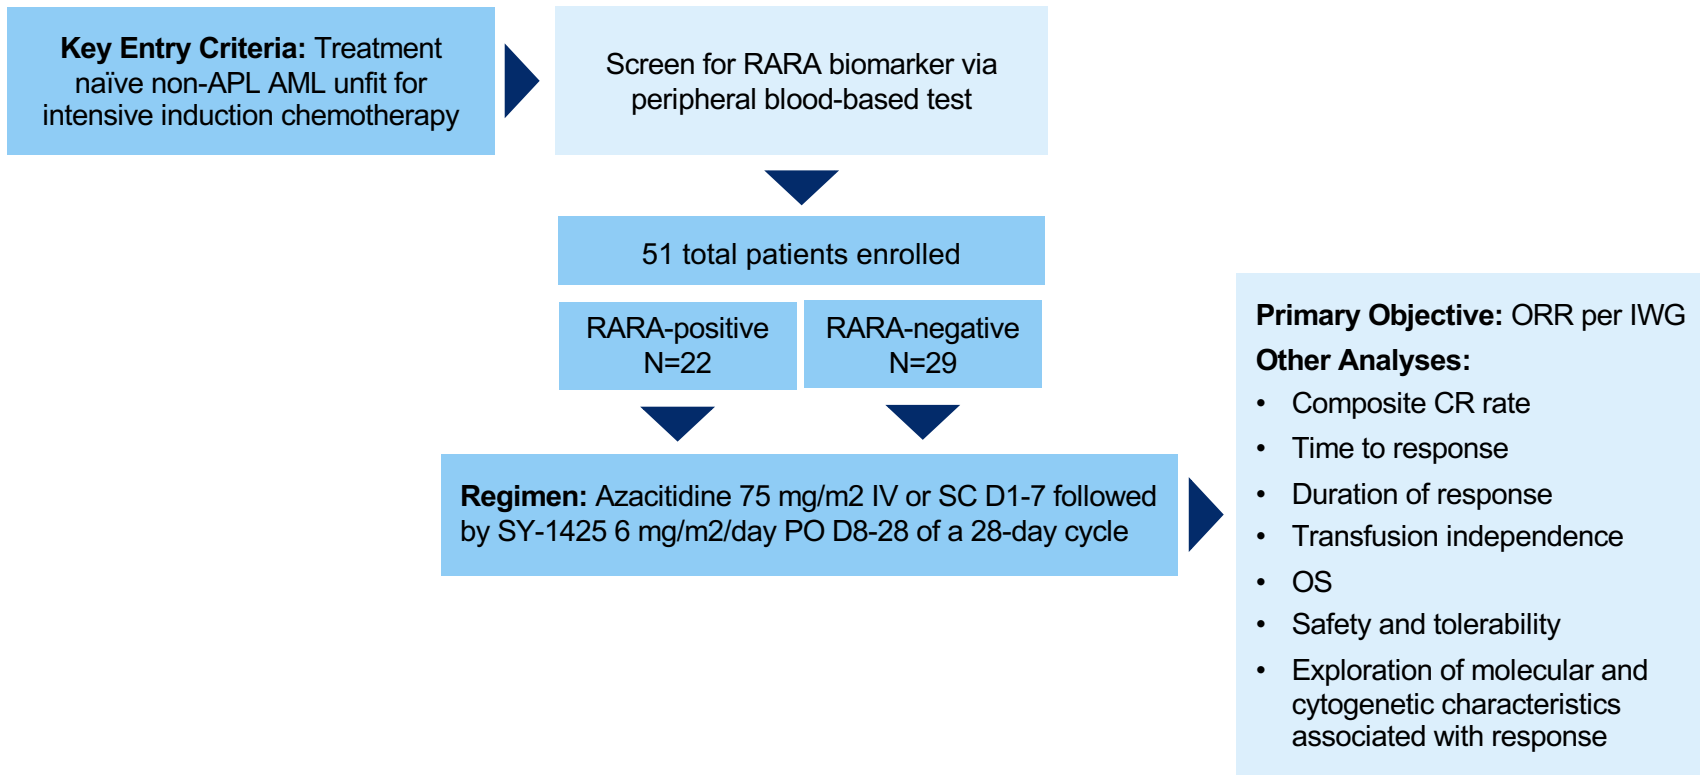 Key Entry Criteria: Treatment
naïve non-APL AML unfit for
intensive induction chemotherapy
Screen for RARA biomarker via
peripheral blood-based test
51 total patients enrolled
RARA-positive
N=22
RARA-negative
N=29
Regimen: Azacitidine 75 mg/m2 IV or SC D1-7 followed
by SY-1425 6 mg/m2/day PO D8-28 of a 28-day cycle
Primary Objective: ORR per IWG
Other Analyses:
• Composite CR rate
• Time to response
• Duration of response
• Transfusion independence
• OS
• Safety and tolerability
• Exploration of molecular and
cytogenetic characteristics
associated with response